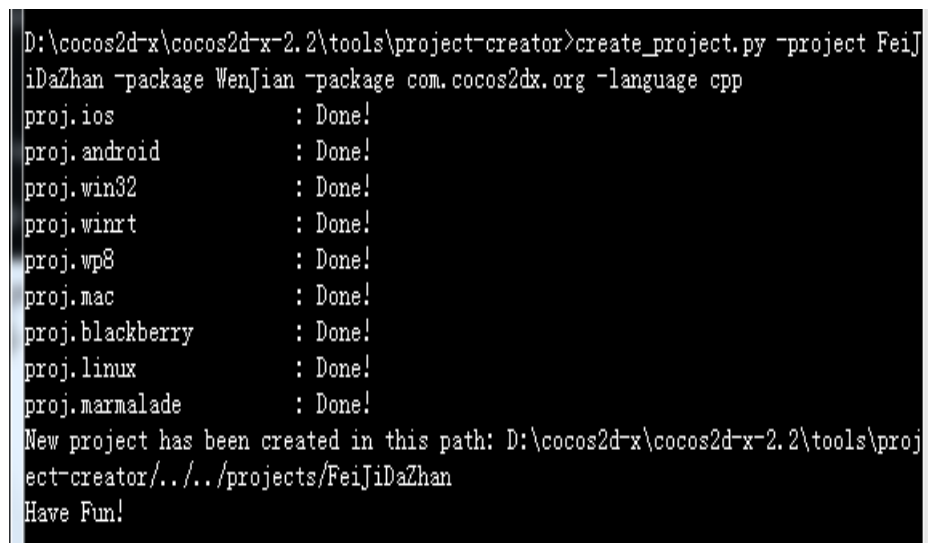 D:\cocos2d-x\cocos2d-x-2.2\tools\project-creator>create_project.py -project FeiJ
iDaZhan -package WenJian -package com.cocos2dx.org -language cpp
proj.ios : Done!
proj.android : Done!
proj.win32 : Done!
proj.winrt : Done!
proj.wp8 : Done!
proj.mac : Done!
proj.blackberry : Done!
proj.linux : Done!
proj.marmalade : Done!
New project has been created in this path: D:\cocos2d-x\cocos2d-x-2.2\tools\proj
ect-creator/../../projects/FeiJiDaZhan
Have Fun!